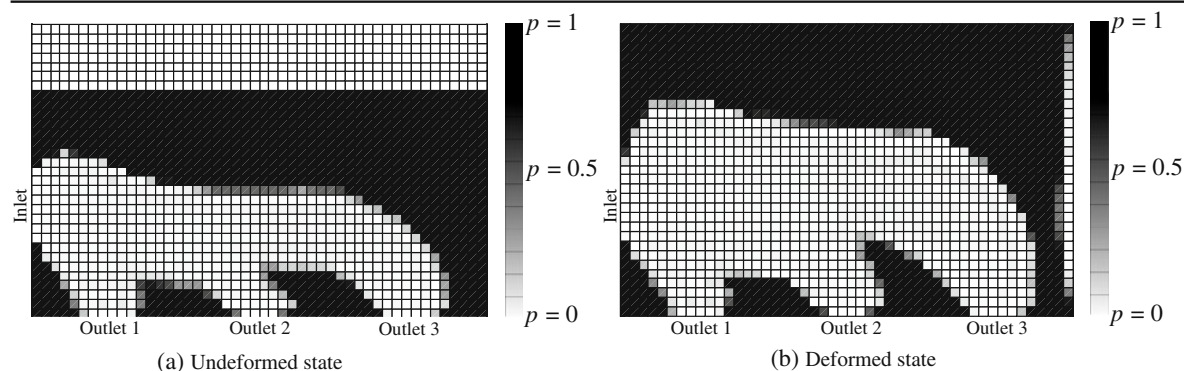 p = 1
p = 0.5
p = 0
Inlet
Outlet 1
Outlet 2
Outlet 3
(a) Undeformed state
p = 1
p = 0.5
p = 0
Inlet
Outlet 1
Outlet 2
Outlet 3
(b) Deformed state